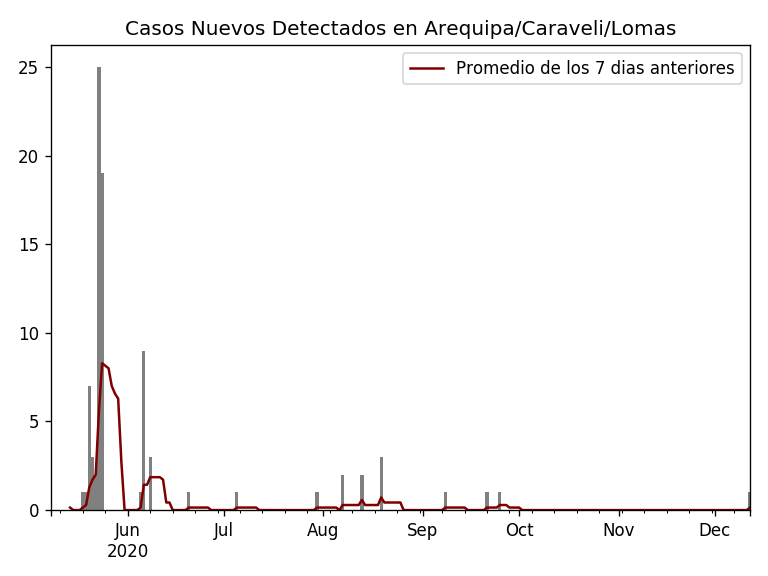 Casos Nuevos Detectados en Arequipa/Caraveli/Lomas
Promedio de los 7 dias anteriores
25
20
15
10
5
0
Jun Jul Aug Sep Oct Nov Dec
2020